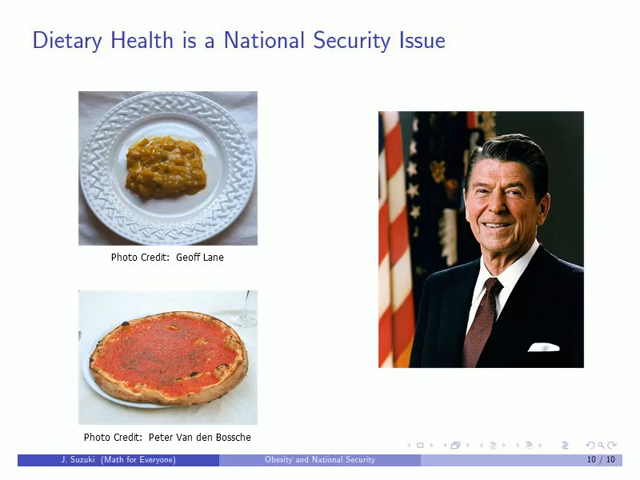 Dietary Health is a National Security Issue
Photo Credit: Geoff Lane
Photo Credit: Peter Van den Bossche
J. Suzuki (Math for Everyone)
Obesity and National Security
10 / 10